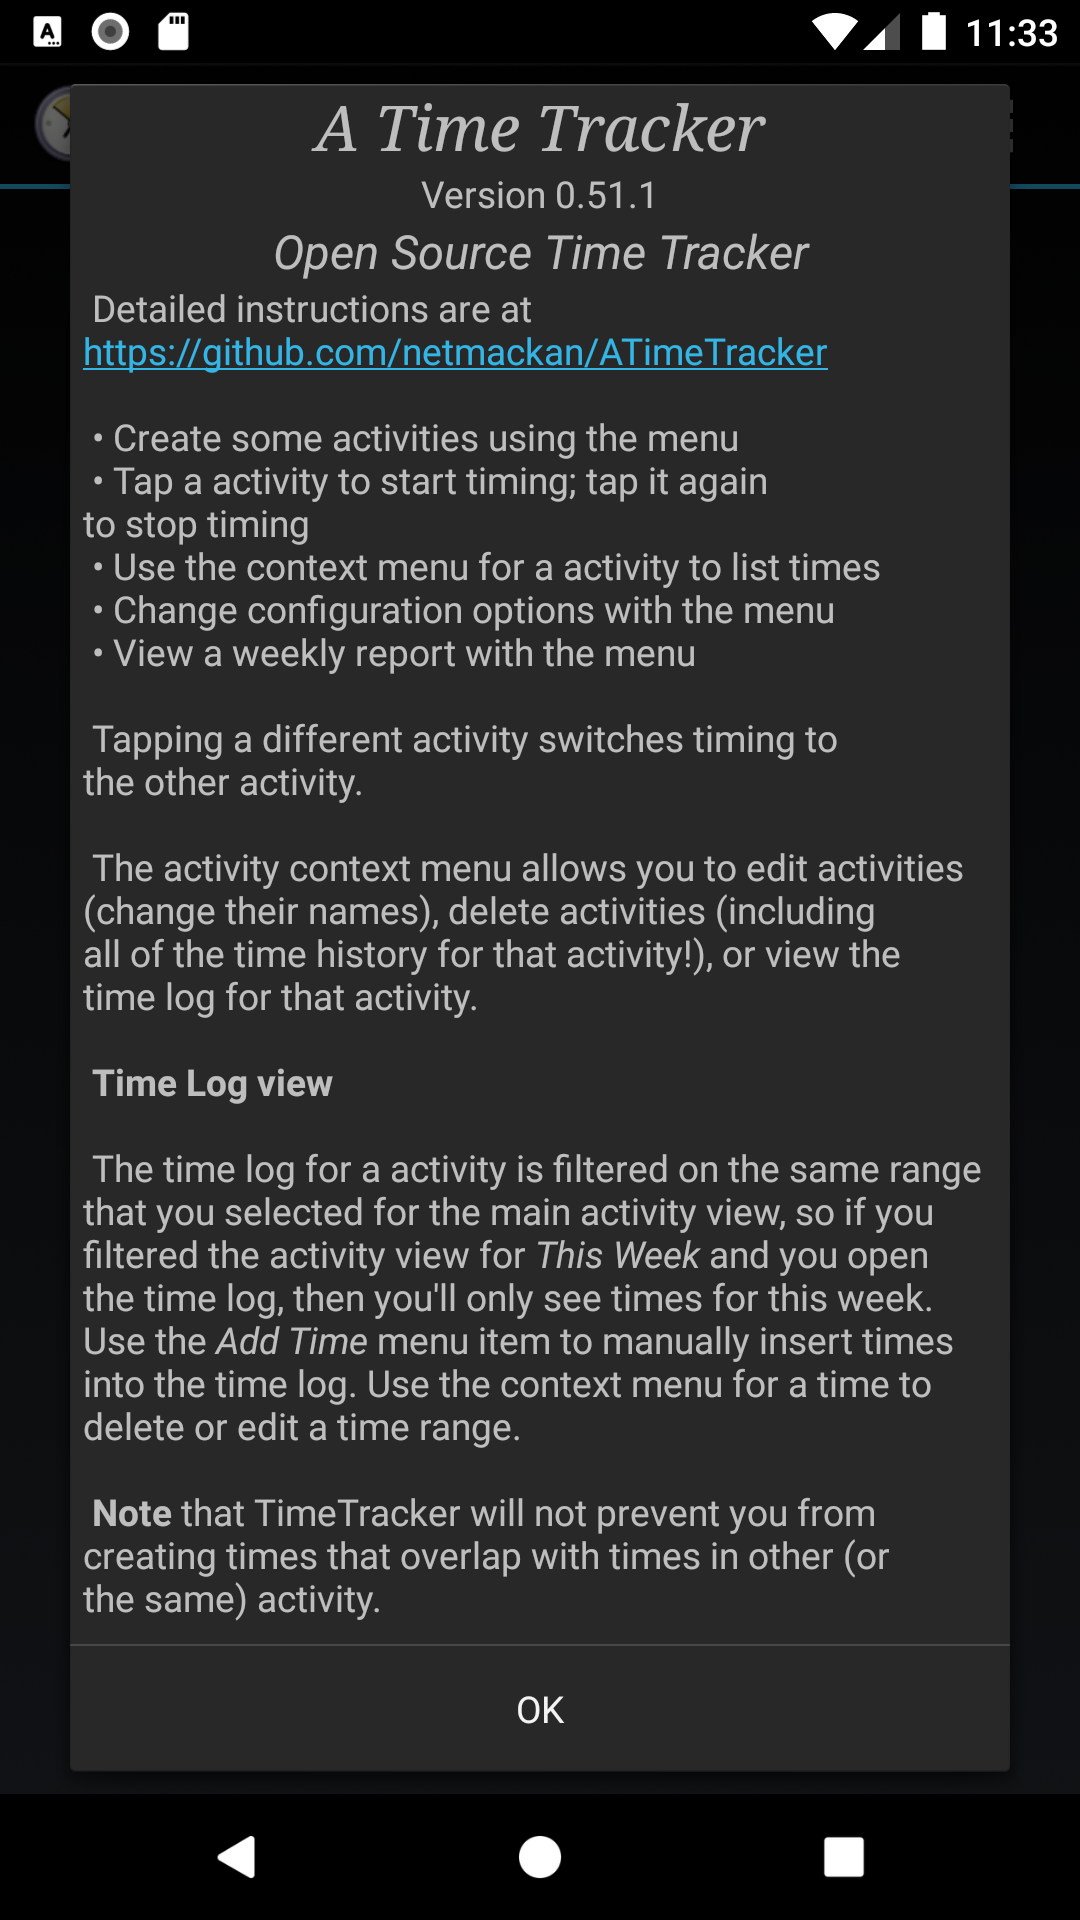 11:33
A Time Tracker
Version 0.51.1
Open Source Time Tracker
Detailed instructions are at
https://github.com/netmackan/ATimeTracker
• Create some activities using the menu
• Tap a activity to start timing; tap it again
to stop timing
• Use the context menu for a activity to list times
• Change configuration options with the menu
• View a weekly report with the menu
Tapping a different activity switches timing to
the other activity.
The activity context menu allows you to edit activities
(change their names), delete activities (including
all of the time history for that activity!), or view the
time log for that activity.
Time Log view
The time log for a activity is filtered on the same range
that you selected for the main activity view, so if you
filtered the activity view for This Week and you open
the time log, then you'll only see times for this week.
Use the Add Time menu item to manually insert times
into the time log. Use the context menu for a time to
delete or edit a time range.
Note that TimeTracker will not prevent you from
creating times that overlap with times in other (or
the same) activity.
OK